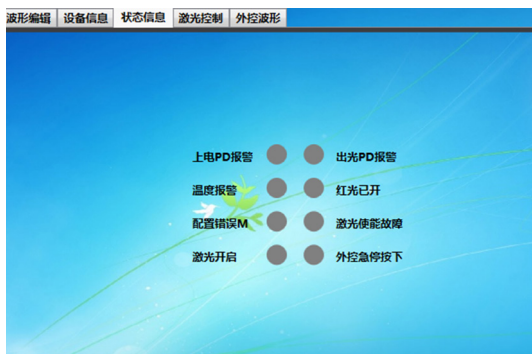 波形编辑 设备信息 状态信息 激光控制 外控波形
上电PD报警 出光PD报警
温度报警 红光已开
配置错误M 激光使能故障
激光开启 外控急停按下